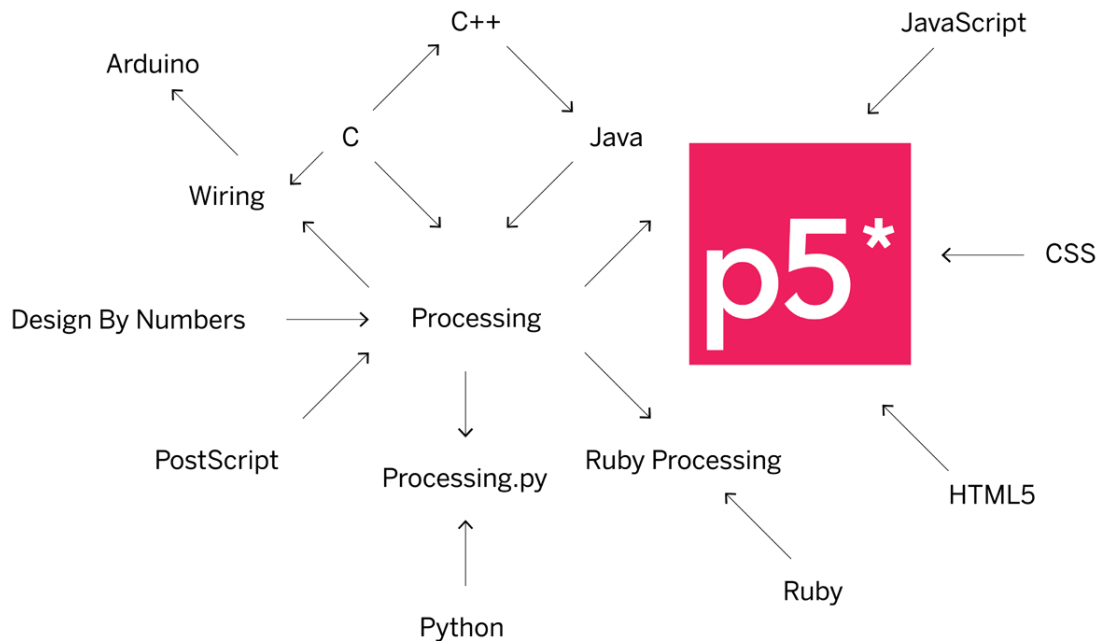 C++
JavaScript
Arduino
C
Java
Wiring
p5*
CSS
Design By Numbers
Processing
PostScript
Processing.py
Ruby Processing
HTML5
Ruby
Python